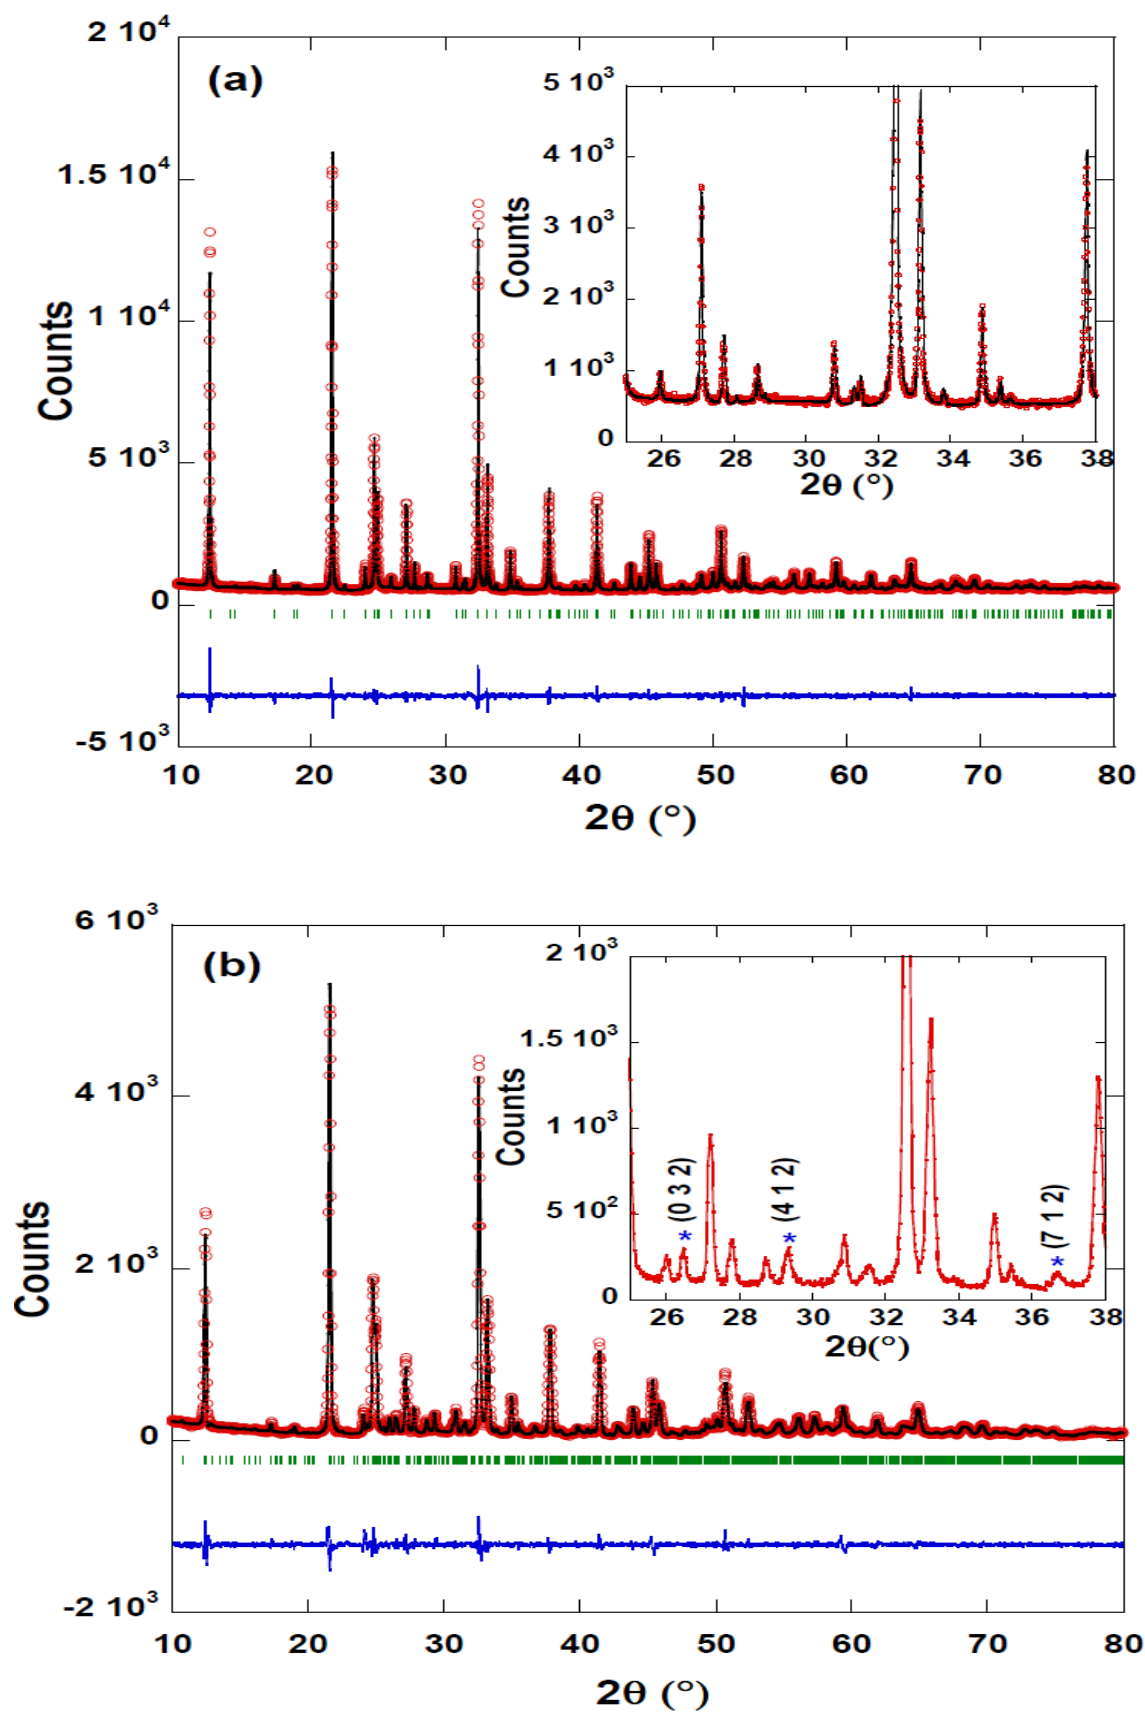 2 10⁴
(a)
1.5 10⁴
1 10⁴
5 10³
0
-5 10³
Counts
10 20 30 40 50 60 70 80
2θ (°)
5 10³
4 10³
3 10³
2 10³
1 10³
0
Counts
26 28 30 32 34 36 38
2θ (°)
6 10³
(b)
4 10³
2 10³
0
-2 10³
Counts
10 20 30 40 50 60 70 80
2θ (°)
2 10³
1.5 10³
1 10³
5 10²
0
Counts
* (0 3 2)
* (4 1 2)
* (7 1 2)
26 28 30 32 34 36 38
2θ(°)